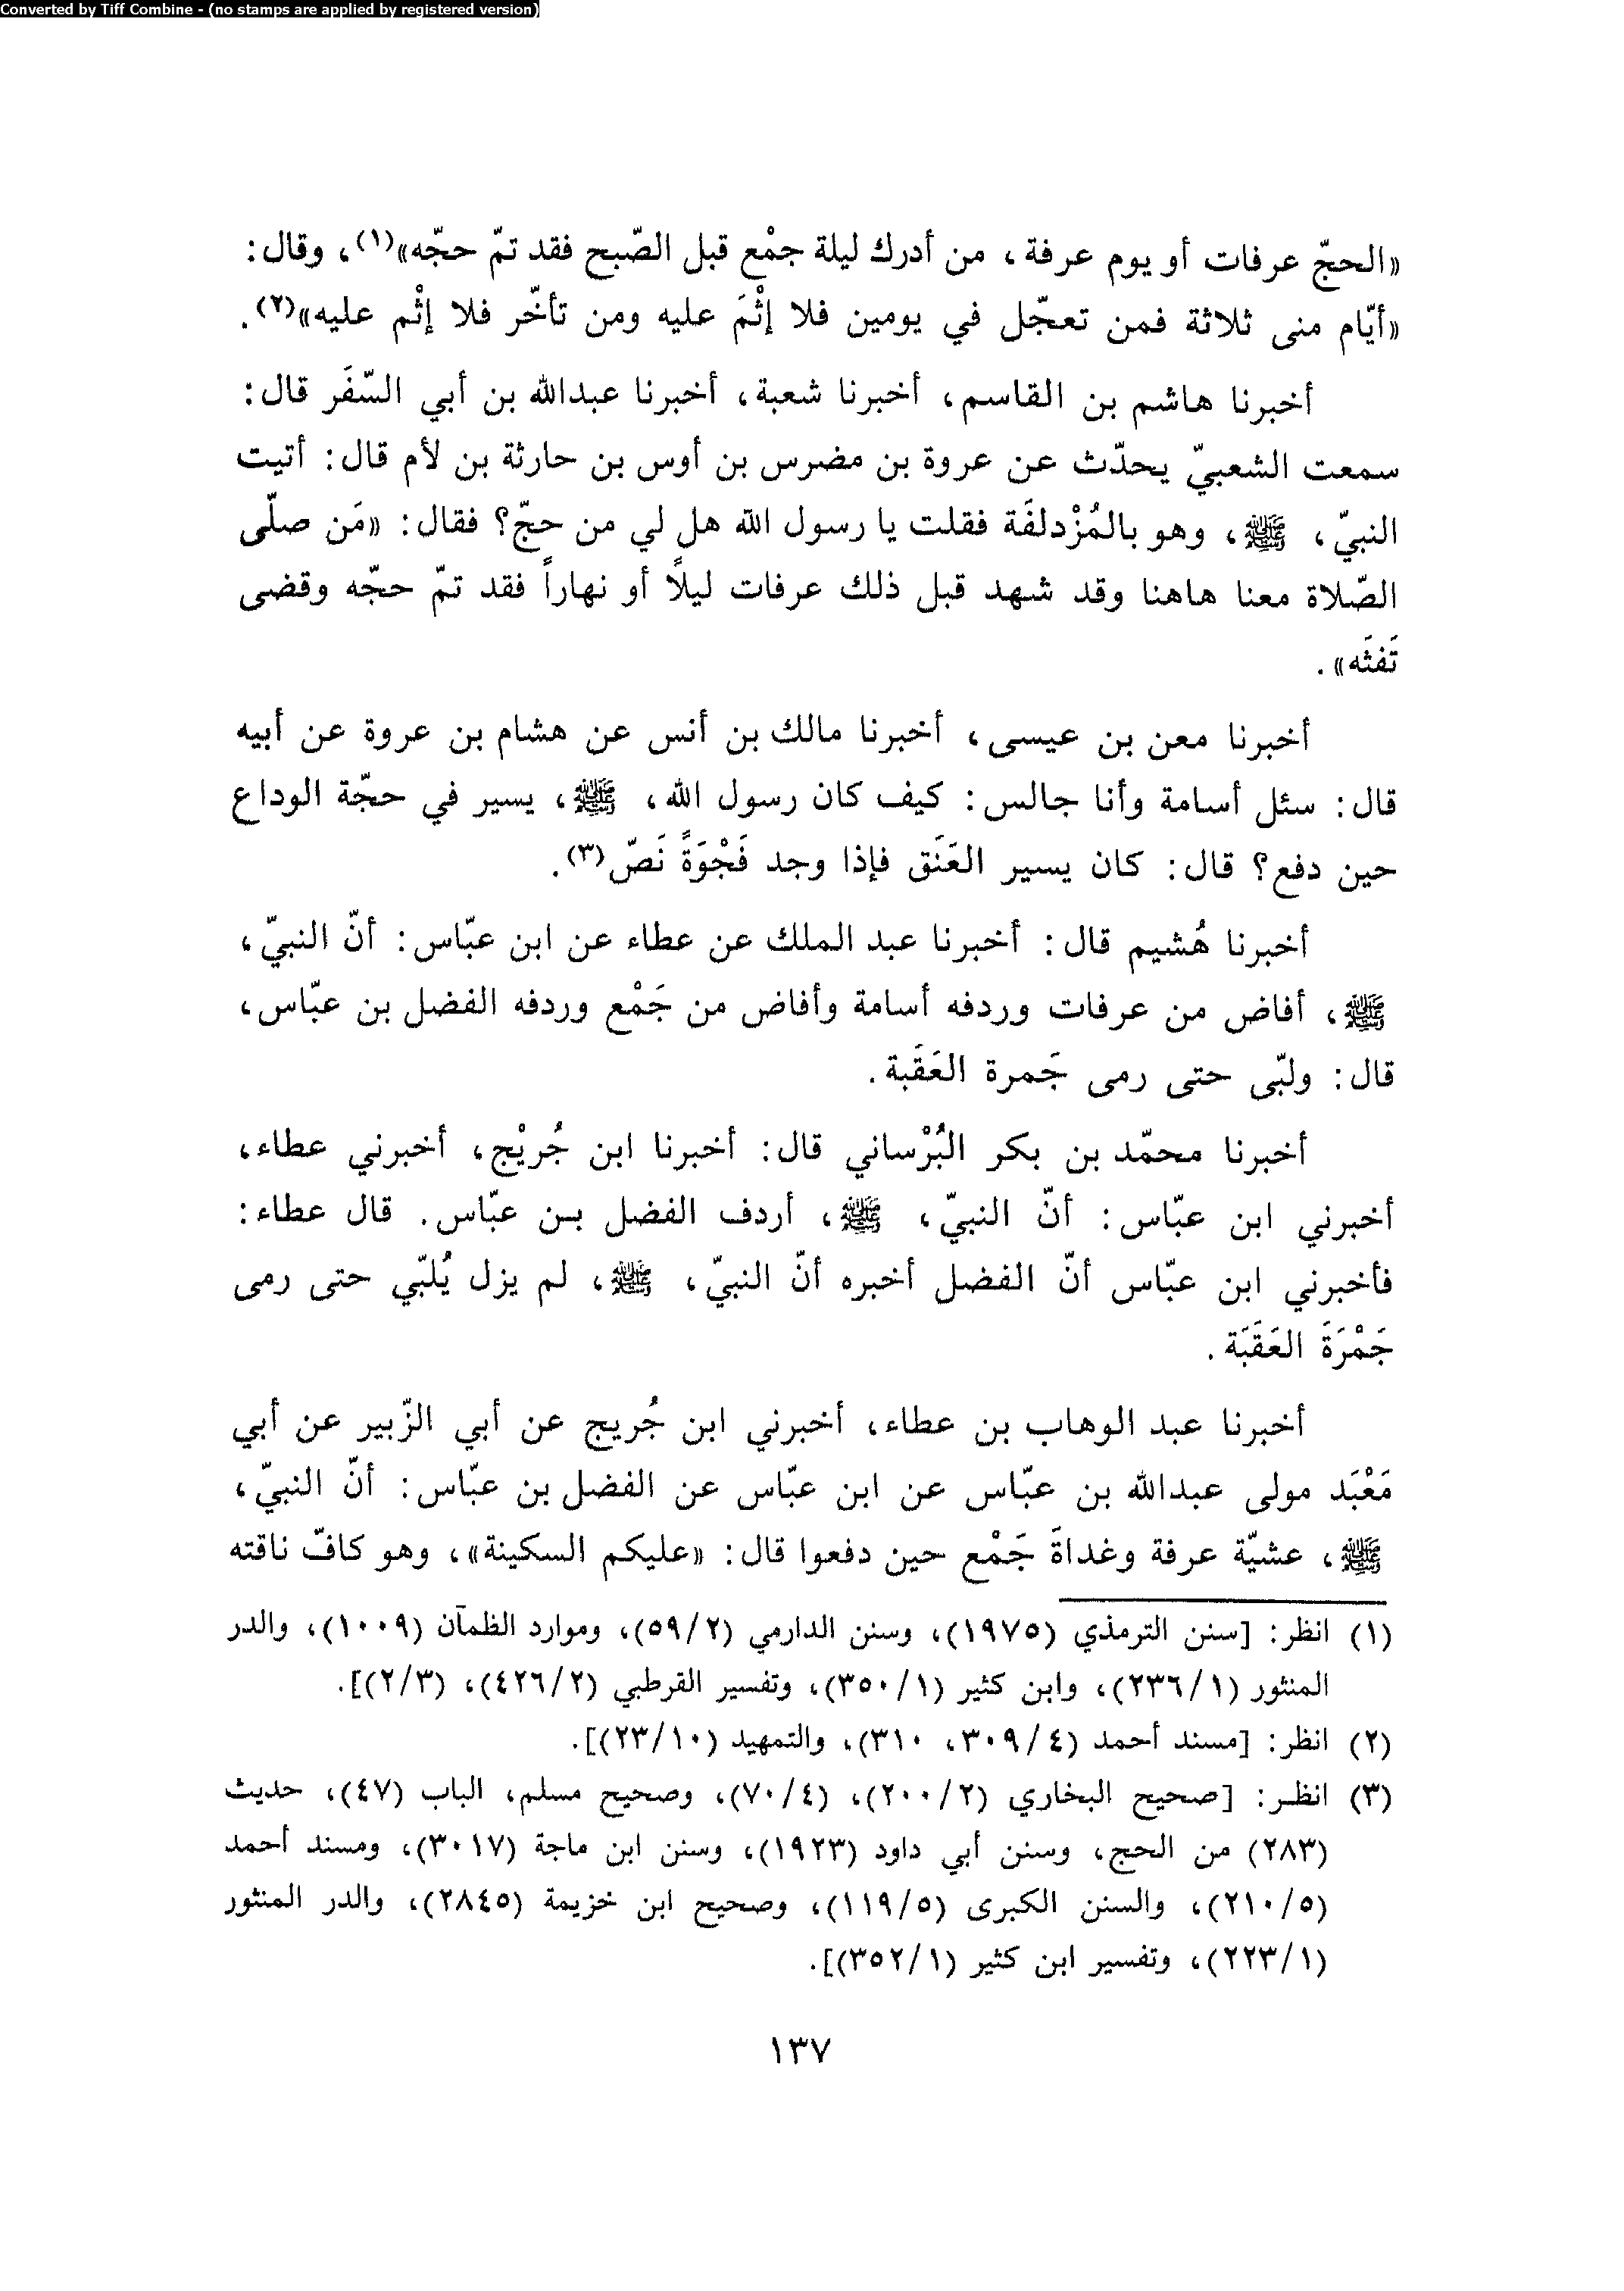 Converted by Tiff Combine - (no stamps are applied by registered version)
«الحجّ عرفات أو يوم عرفة، من أدرك ليلة جمْع قبل الصّبح فقد تمّ حجّه»(١)، وقال:
«أيّام منى ثلاثة فمن تعجّل في يومين فلا إثْمَ عليه ومن تأخّر فلا إثْم عليه»(٢).
أخبرنا هاشم بن القاسم، أخبرنا شعبة، أخبرنا عبدالله بن أبي السّفَر قال:
سمعت الشعبيّ يحدّث عن عروة بن مضرس بن أوس بن حارثة بن لأم قال: أتيت
النبيّ، ﷺ، وهو بالمُزْدلفَة فقلت يا رسول الله هل لي من حجّ؟ فقال: «مَن صلّى
الصّلاة معنا هاهنا وقد شهد قبل ذلك عرفات ليلاً أو نهاراً فقد تمّ حجّه وقضى
تَفثَه».
أخبرنا معن بن عيسى، أخبرنا مالك بن أنس عن هشام بن عروة عن أبيه
قال: سئل أسامة وأنا جالس: كيف كان رسول الله، ﷺ، يسير في حجّة الوداع
حين دفع؟ قال: كان يسير العَنَق فإذا وجد فَجْوَةً نَصّ(٣).
أخبرنا هُشيم قال: أخبرنا عبد الملك عن عطاء عن ابن عبّاس: أنّ النبيّ،
ﷺ، أفاض من عرفات وردفه أسامة وأفاض من جَمْع وردفه الفضل بن عبّاس،
قال: ولبّى حتى رمى جَمرة العَقَبة.
أخبرنا محمّد بن بكر البُرْساني قال: أخبرنا ابن جُريْج، أخبرني عطاء،
أخبرني ابن عبّاس: أنّ النبيّ، ﷺ، أردف الفضل بن عبّاس. قال عطاء:
فأخبرني ابن عبّاس أنّ الفضل أخبره أنّ النبيّ، ﷺ، لم يزل يُلبّي حتى رمى
جَمْرَةَ العَقَبَة.
أخبرنا عبد الوهاب بن عطاء، أخبرني ابن جُريج عن أبي الزّبير عن أبي
مَعْبَد مولى عبدالله بن عبّاس عن ابن عبّاس عن الفضل بن عبّاس: أنّ النبيّ،
ﷺ، عشيّة عرفة وغداةَ جَمْع حين دفعوا قال: «عليكم السكينة»، وهو كافّ ناقته
(١) انظر: [سنن الترمذي (١٩٧٥)، وسنن الدارمي (٥٩/٢)، وموارد الظمآن (١٠٠٩)، والدر
المنثور (٢٣٦/١)، وابن كثير (٣٥٠/١)، وتفسير القرطبي (٤٢٦/٢)، (٢/٣)].
(٢) انظر: [مسند أحمد (٣٠٩/٤، ٣١٠)، والتمهيد (٢٣/١٠)].
(٣) انظر: [صحيح البخاري (٢٠٠/٢)، (٧٠/٤)، وصحيح مسلم، الباب (٤٧)، حديث
(٢٨٣) من الحج، وسنن أبي داود (١٩٢٣)، وسنن ابن ماجة (٣٠١٧)، ومسند أحمد
(٢١٠/٥)، والسنن الكبرى (١١٩/٥)، وصحيح ابن خزيمة (٢٨٤٥)، والدر المنثور
(٢٢٣/١)، وتفسير ابن كثير (٣٥٢/١)].
١٣٧